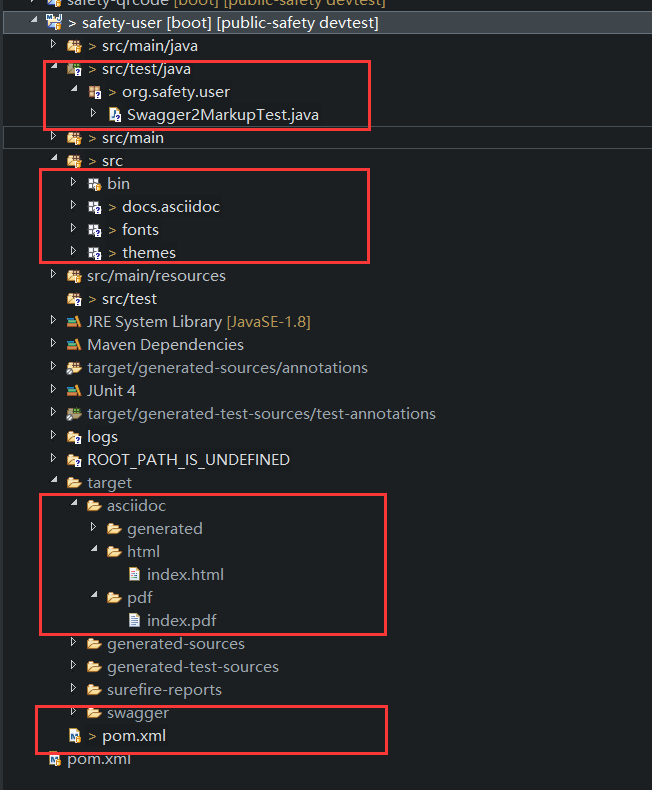 safety-qrcode [boot] [public-safety devtest]
> safety-user [boot] [public-safety devtest]
> src/main/java
> src/test/java
> org.safety.user
Swagger2MarkupTest.java
> src/main
> src
bin
> docs.asciidoc
> fonts
> themes
src/main/resources
> src/test
JRE System Library [JavaSE-1.8]
Maven Dependencies
target/generated-sources/annotations
JUnit 4
target/generated-test-sources/test-annotations
logs
ROOT_PATH_IS_UNDEFINED
target
asciidoc
generated
html
index.html
pdf
index.pdf
generated-sources
generated-test-sources
surefire-reports
swagger
> pom.xml
pom.xml